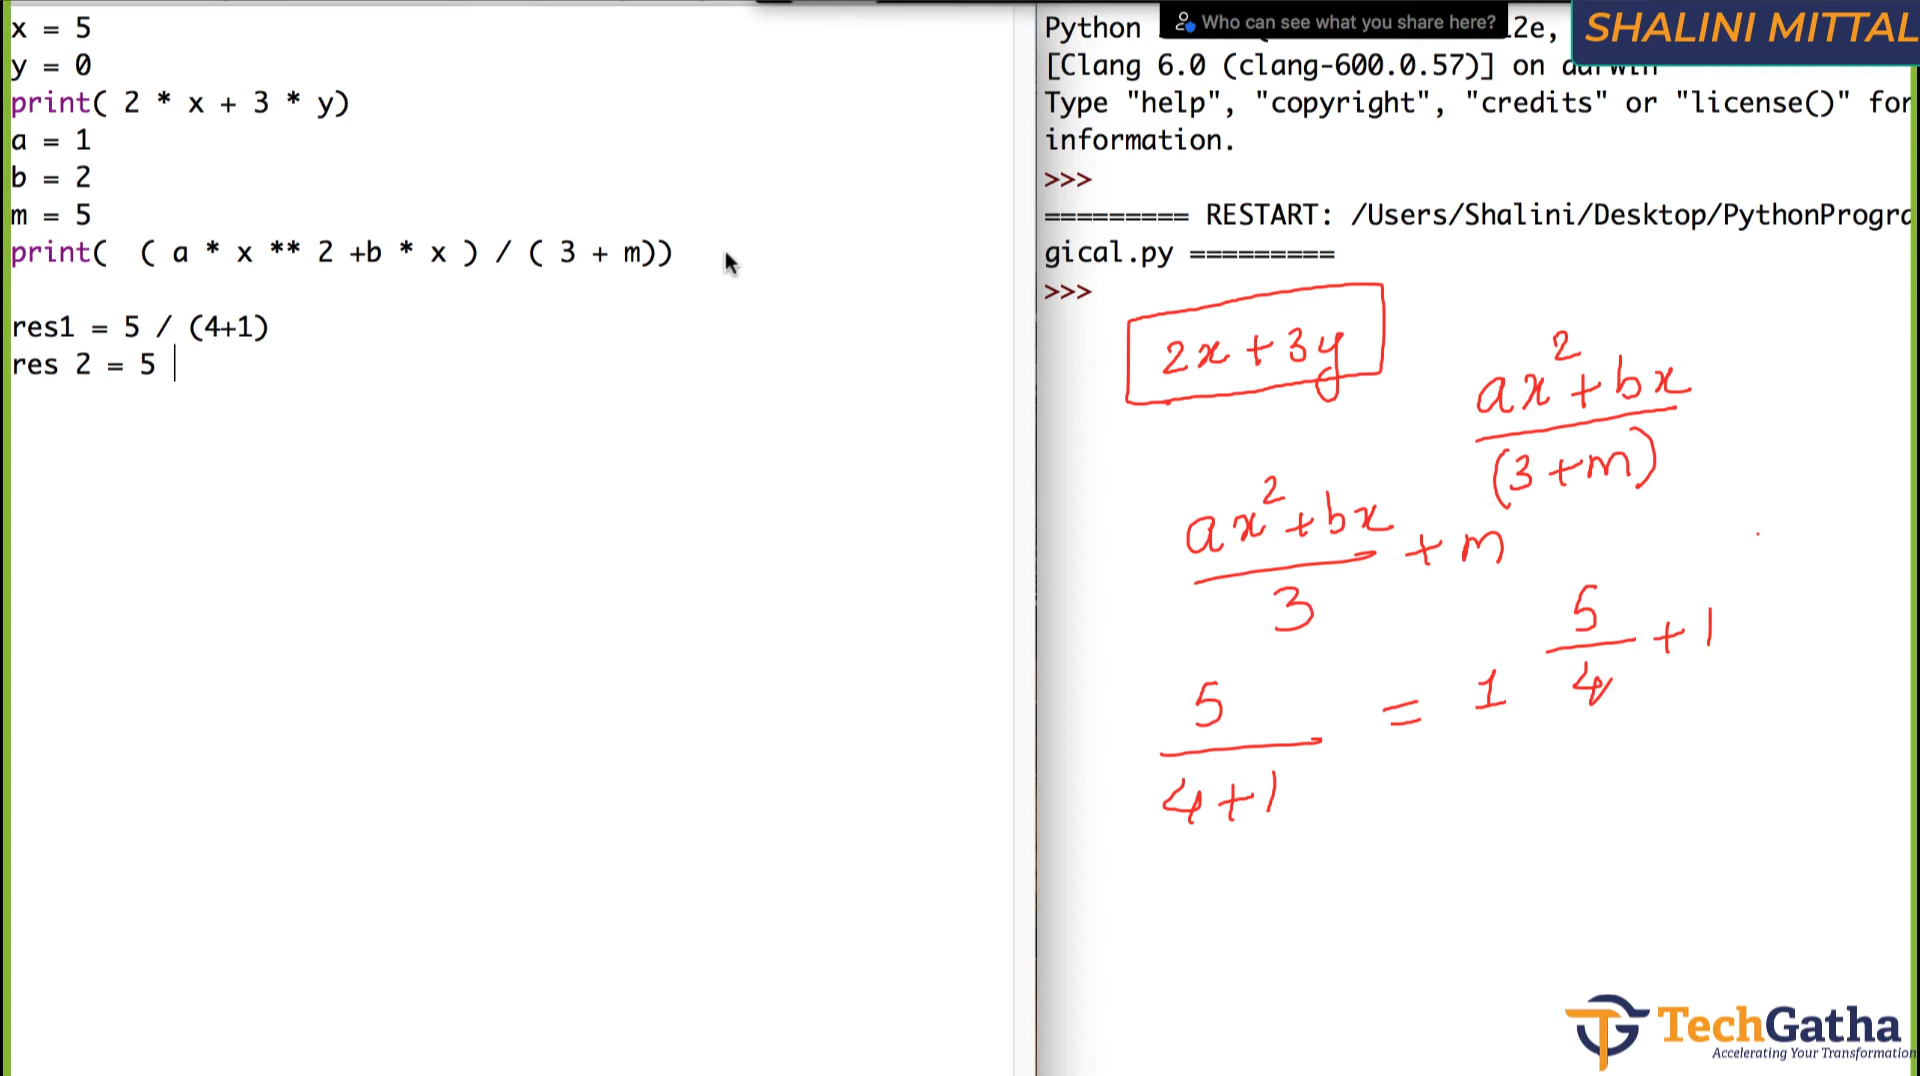 x = 5
y = 0
print( 2 * x + 3 * y)
a = 1
b = 2
m = 5
print(  ( a * x ** 2 +b * x ) / ( 3 + m))
res1 = 5 / (4+1)
res 2 = 5
Python
Who can see what you share here?
2e,
SHALINI MITTAL
[Clang 6.0 (clang-600.0.57)] on darwin
Type "help", "copyright", "credits" or "license()" for
information.
>>>
========= RESTART: /Users/Shalini/Desktop/PythonProgra
gical.py =========
>>>
2x + 3y
ax² + bx
(3 + m)
ax² + bx
+ m
3
5
+ 1
4
5
= 1
4 + 1
TechGatha
Accelerating Your Transformation